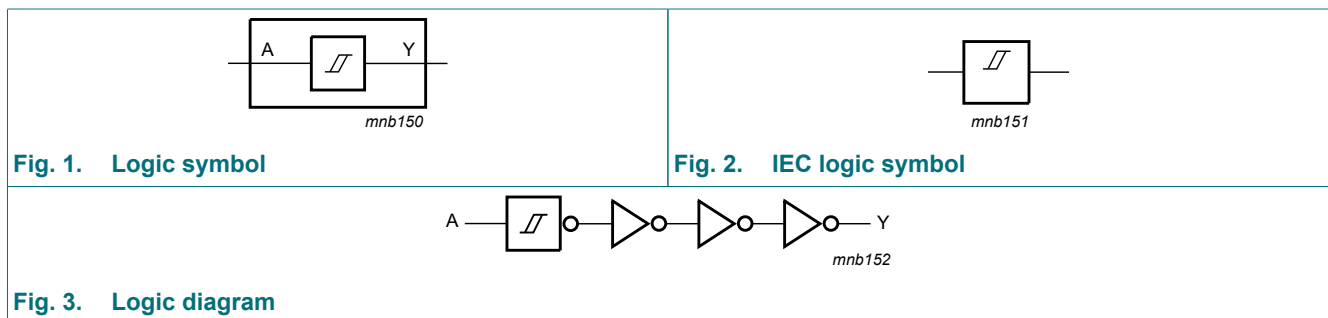 A Y
mnb150
Fig. 1. Logic symbol
mnb151
Fig. 2. IEC logic symbol
A Y
mnb152
Fig. 3. Logic diagram